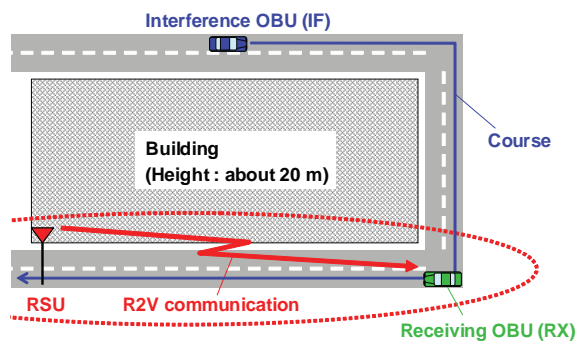 Interference OBU (IF)
Course
Building
(Height : about 20 m)
RSU
R2V communication
Receiving OBU (RX)